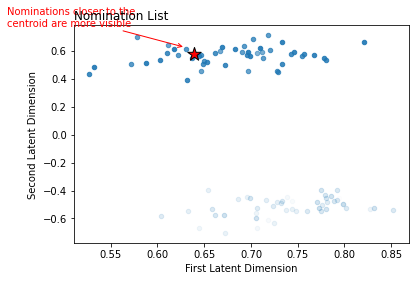 Nominations closer to the
centroid are more visible
Nomination List
Second Latent Dimension
0.6
0.4
0.2
0.0
−0.2
−0.4
−0.6
0.55 0.60 0.65 0.70 0.75 0.80 0.85
First Latent Dimension